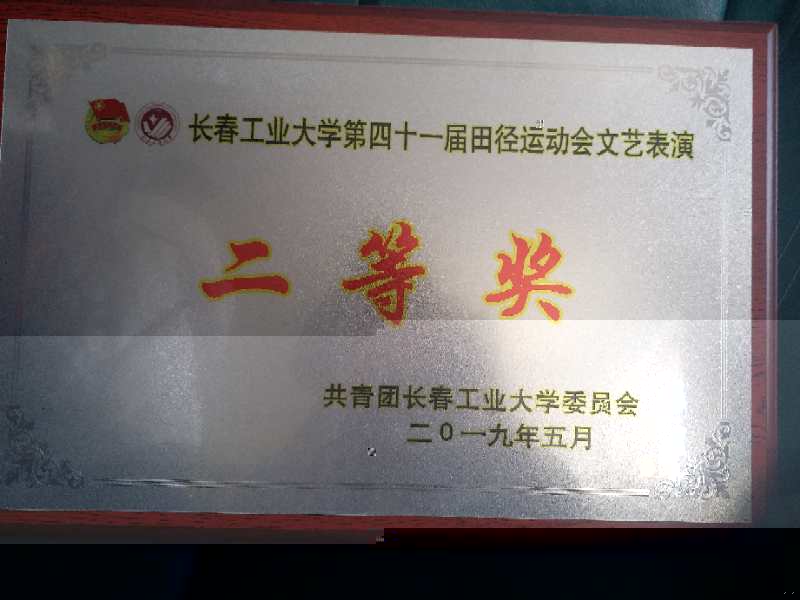 长春工业大学第四十一届田径运动会文艺表演
二等奖
共青团长春工业大学委员会
二0一九年五月